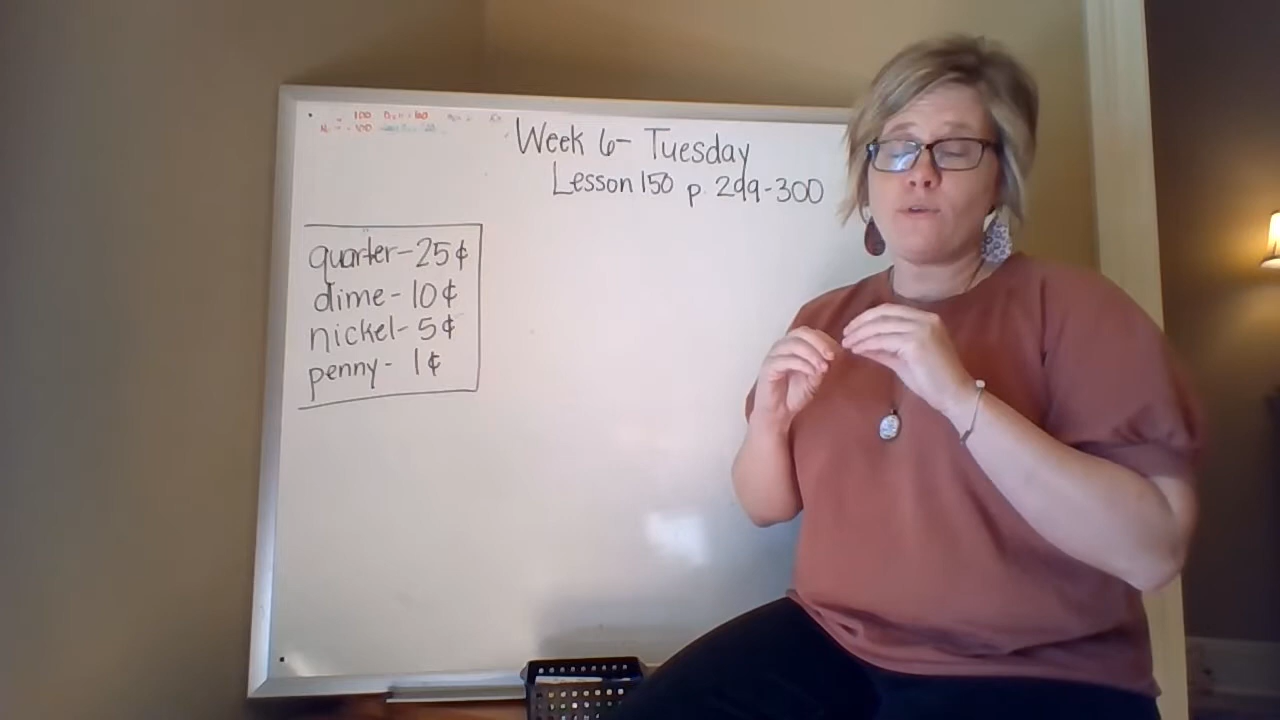 Week 6- Tuesday
Lesson 150 p. 299-300
quarter- 25¢
dime - 10¢
nickel- 5¢
penny - 1¢